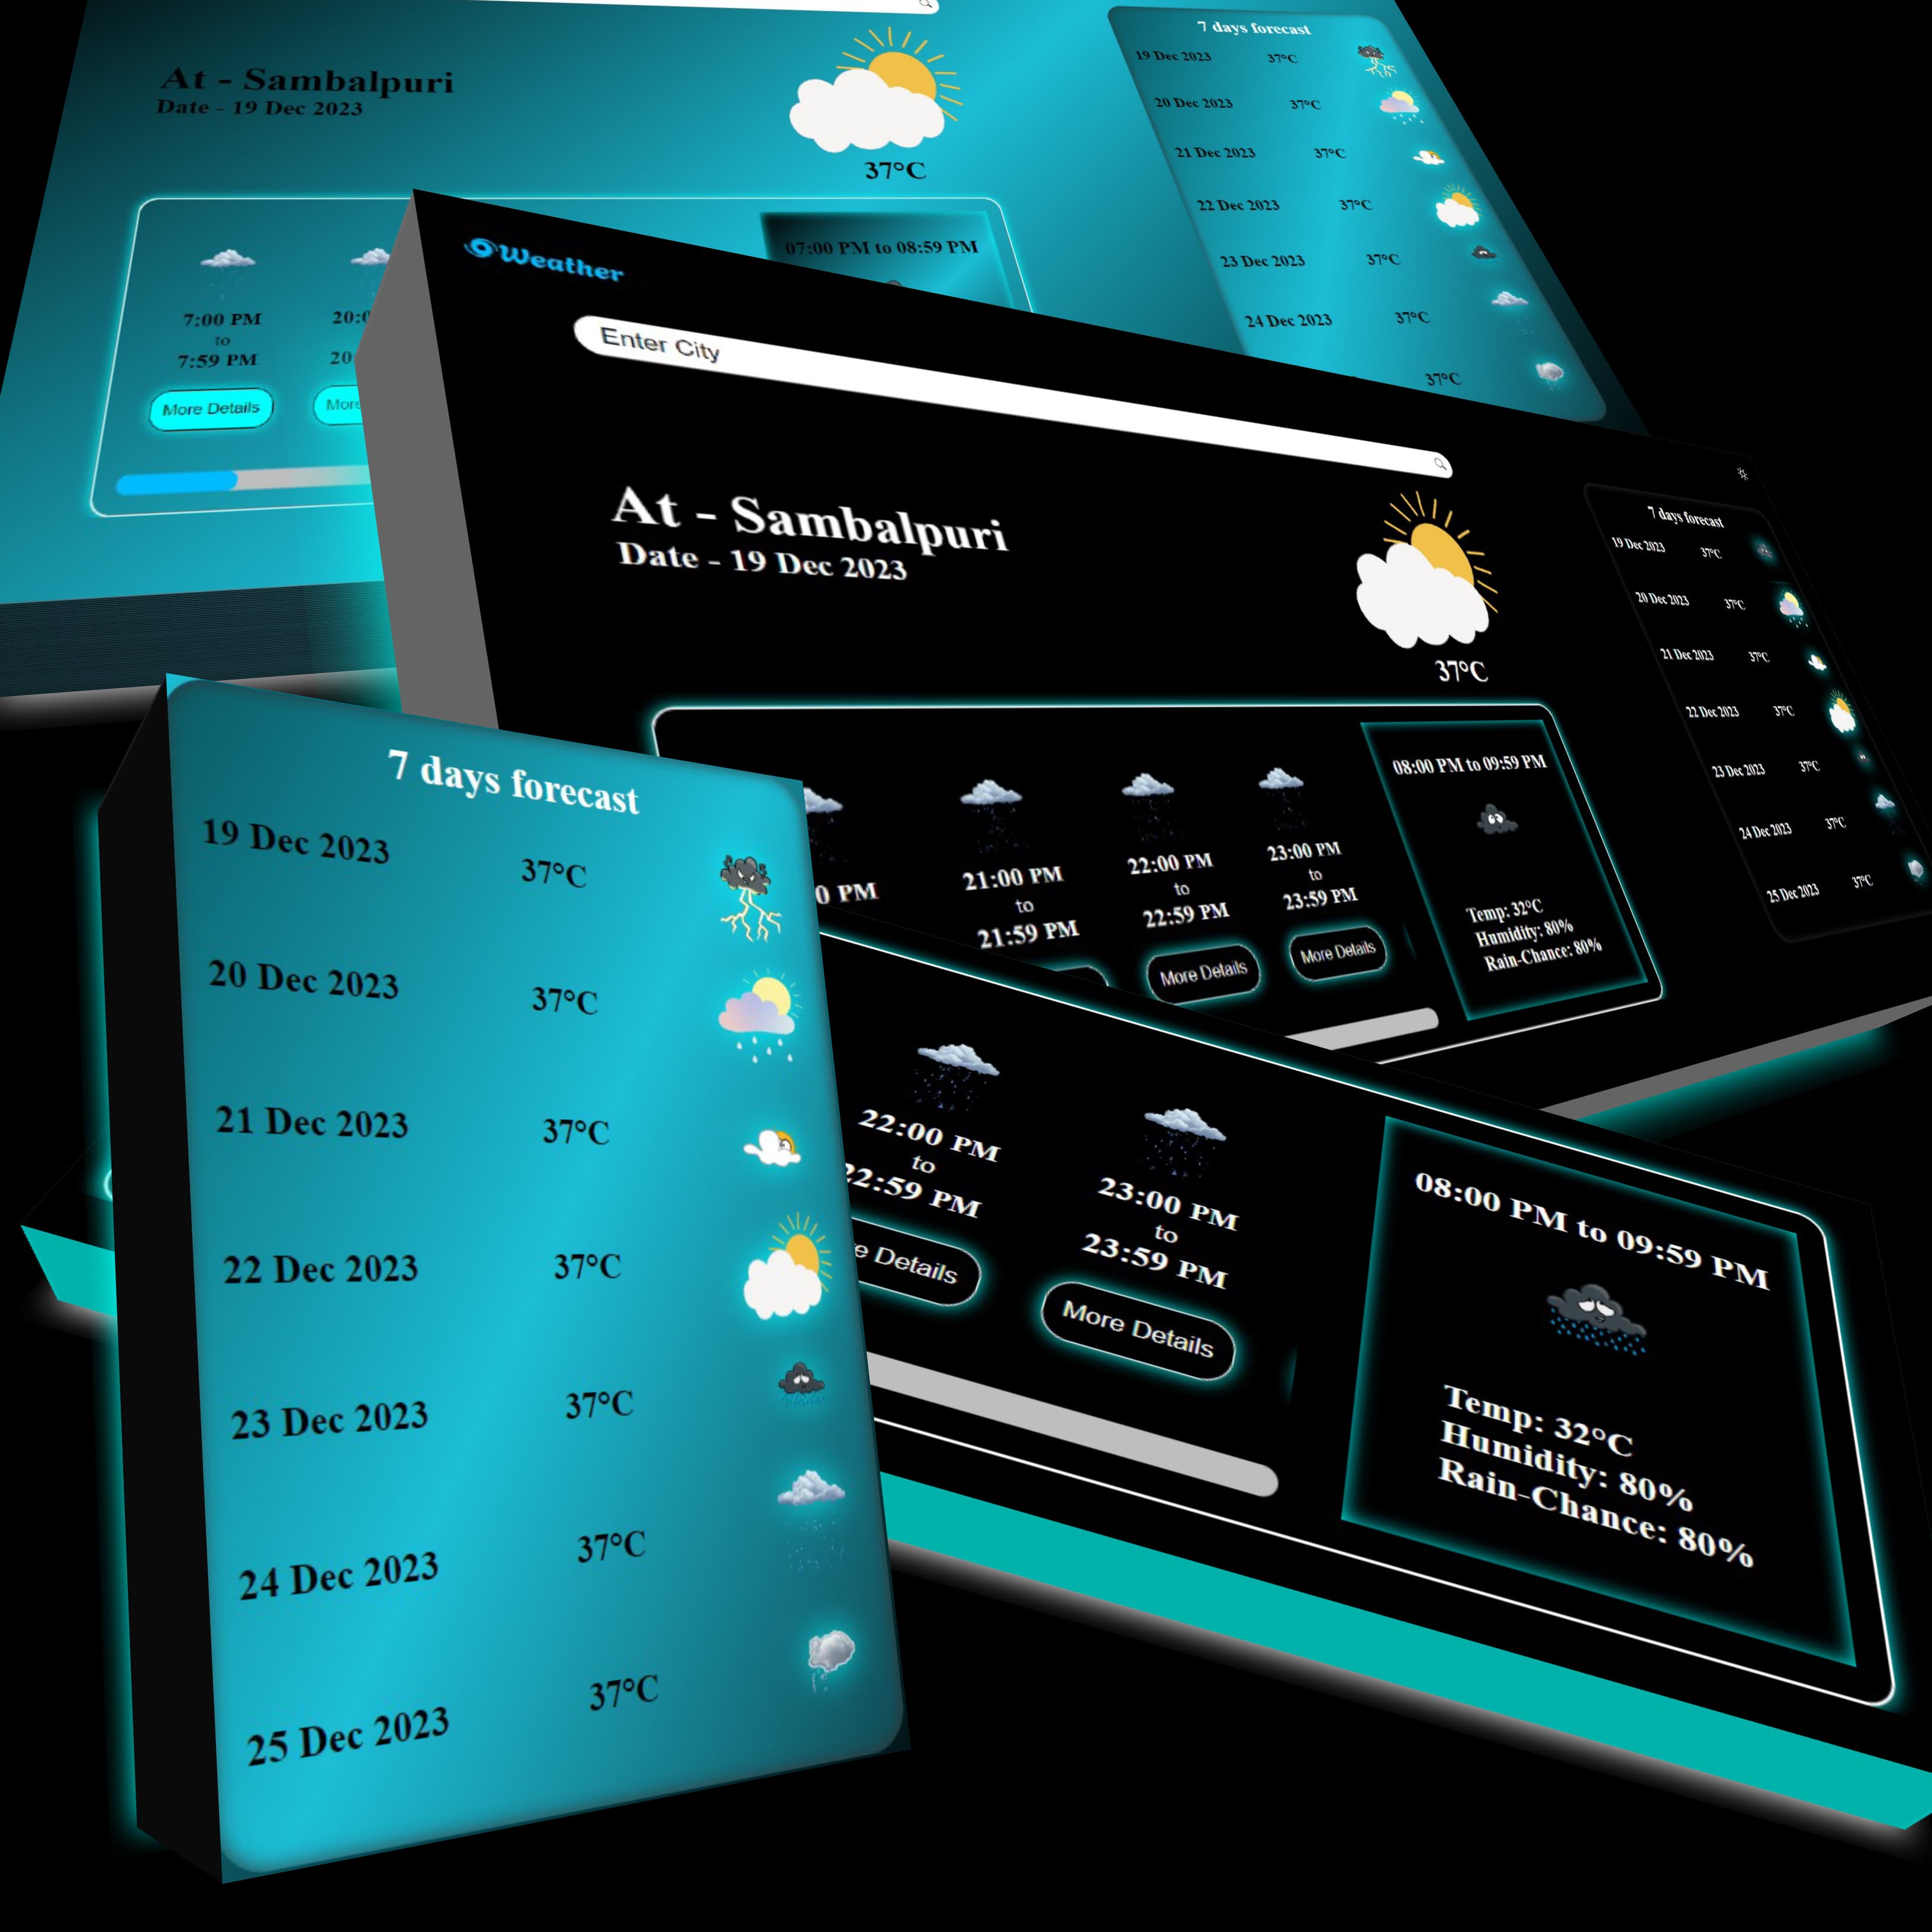 7 days forecast
19 Dec 2023 37°C
20 Dec 2023 37°C
21 Dec 2023 37°C
22 Dec 2023 37°C
23 Dec 2023 37°C
24 Dec 2023 37°C
37°C
At - Sambalpuri
Date - 19 Dec 2023
37°C
07:00 PM to 08:59 PM
7:00 PM
to
7:59 PM
More Details
20:0
20:
More
Weather
Enter City
At - Sambalpuri
Date - 19 Dec 2023
37°C
7 days forecast
19 Dec 2023 37°C
20 Dec 2023 37°C
21 Dec 2023 37°C
22 Dec 2023 37°C
23 Dec 2023 37°C
24 Dec 2023 37°C
25 Dec 2023 37°C
0 PM
21:00 PM
to
21:59 PM
22:00 PM
to
22:59 PM
More Details
23:00 PM
to
23:59 PM
More Details
08:00 PM to 09:59 PM
Temp: 32°C
Humidity: 80%
Rain-Chance: 80%
7 days forecast
19 Dec 2023 37°C
20 Dec 2023 37°C
21 Dec 2023 37°C
22 Dec 2023 37°C
23 Dec 2023 37°C
24 Dec 2023 37°C
25 Dec 2023 37°C
22:00 PM
to
22:59 PM
e Details
23:00 PM
to
23:59 PM
More Details
08:00 PM to 09:59 PM
Temp: 32°C
Humidity: 80%
Rain-Chance: 80%